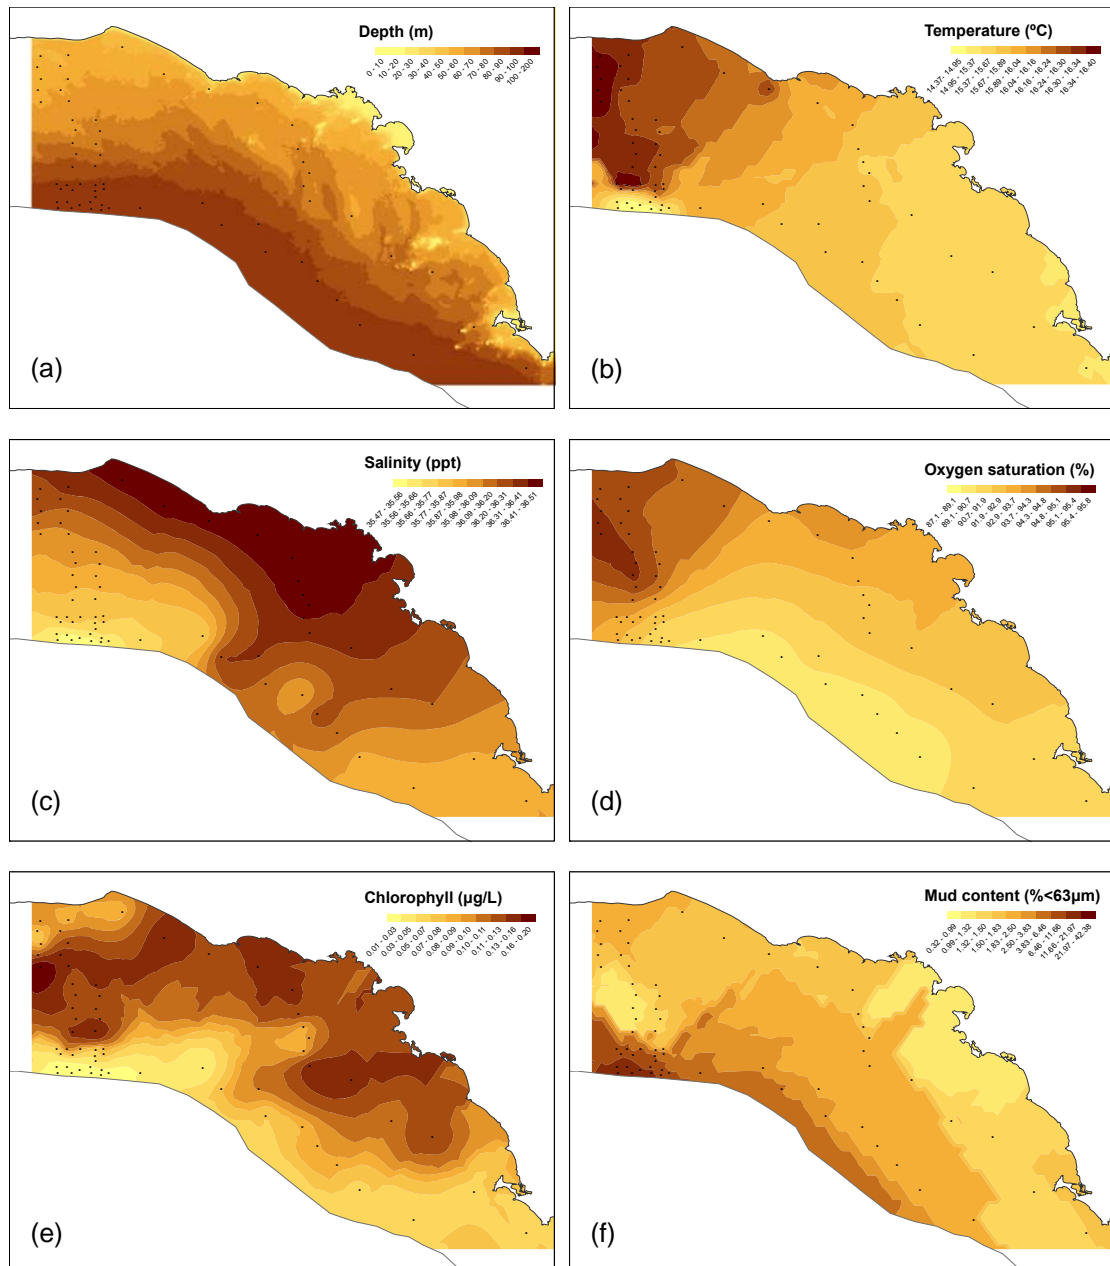 Depth (m)
0 - 10
10 - 20
20 - 30
30 - 40
40 - 50
50 - 60
60 - 70
70 - 80
80 - 90
90 - 100
100 - 200
(a)
Temperature (ºC)
14.37- 14.95
14.95 - 15.37
15.37 - 15.67
15.67 - 15.89
15.89 - 16.04
16.04 - 16.16
16.16 - 16.24
16.24 - 16.30
16.30 - 16.34
16.34 - 16.40
(b)
Salinity (ppt)
35.47 - 35.56
35.56 - 35.66
35.66 - 35.77
35.77 - 35.87
35.87 - 35.98
35.98 - 36.09
36.09 - 36.20
36.20 - 36.31
36.31 - 36.41
36.41 - 36.51
(c)
Oxygen saturation (%)
87.1 - 89.1
89.1 - 90.7
90.7 - 91.9
91.9 - 92.9
92.9 - 93.7
93.7 - 94.3
94.3 - 94.8
94.8 - 95.1
95.1 - 95.4
95.4 - 95.8
(d)
Chlorophyll (µg/L)
0.01 - 0.03
0.03 - 0.05
0.05 - 0.07
0.07 - 0.08
0.08 - 0.09
0.09 - 0.10
0.10 - 0.11
0.11 - 0.13
0.13 - 0.16
0.16 - 0.20
(e)
Mud content (%<63µm)
0.32 - 0.99
0.99 - 1.32
1.32 - 1.50
1.50 - 1.83
1.83 - 2.50
2.50 - 3.83
3.83 - 6.46
6.46 - 11.66
11.66 - 21.97
21.97 - 42.38
(f)